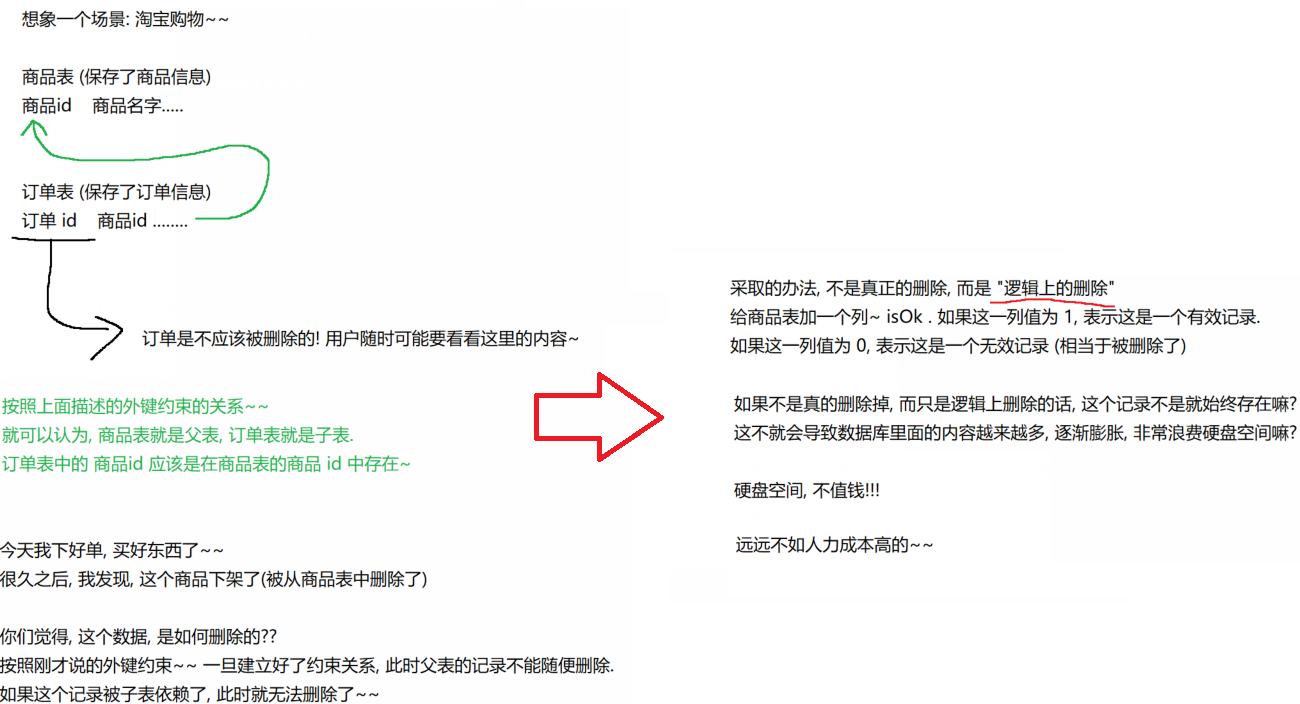 想象一个场景: 淘宝购物~~
商品表 (保存了商品信息)
商品id 商品名字.....
订单表 (保存了订单信息)
订单 id 商品id ........
订单是不应该被删除的! 用户随时可能要看看这里的内容~
按照上面描述的外键约束的关系~~
就可以认为, 商品表就是父表, 订单表就是子表.
订单表中的 商品id 应该是在商品表的商品 id 中存在~
今天我下好单, 买好东西了~~
很久之后, 我发现, 这个商品下架了(被从商品表中删除了)
你们觉得, 这个数据, 是如何删除的??
按照刚才说的外键约束~~ 一旦建立好了约束关系, 此时父表的记录不能随便删除.
如果这个记录被子表依赖了, 此时就无法删除了~~
采取的办法, 不是真正的删除, 而是 "逻辑上的删除"
给商品表加一个列~ isOk . 如果这一列值为 1, 表示这是一个有效记录.
如果这一列值为 0, 表示这是一个无效记录 (相当于被删除了)
如果不是真的删除掉, 而只是逻辑上删除的话, 这个记录不是就始终存在嘛?
这不就会导致数据库里面的内容越来越多, 逐渐膨胀, 非常浪费硬盘空间嘛?
硬盘空间, 不值钱!!!
远远不如人力成本高的~~